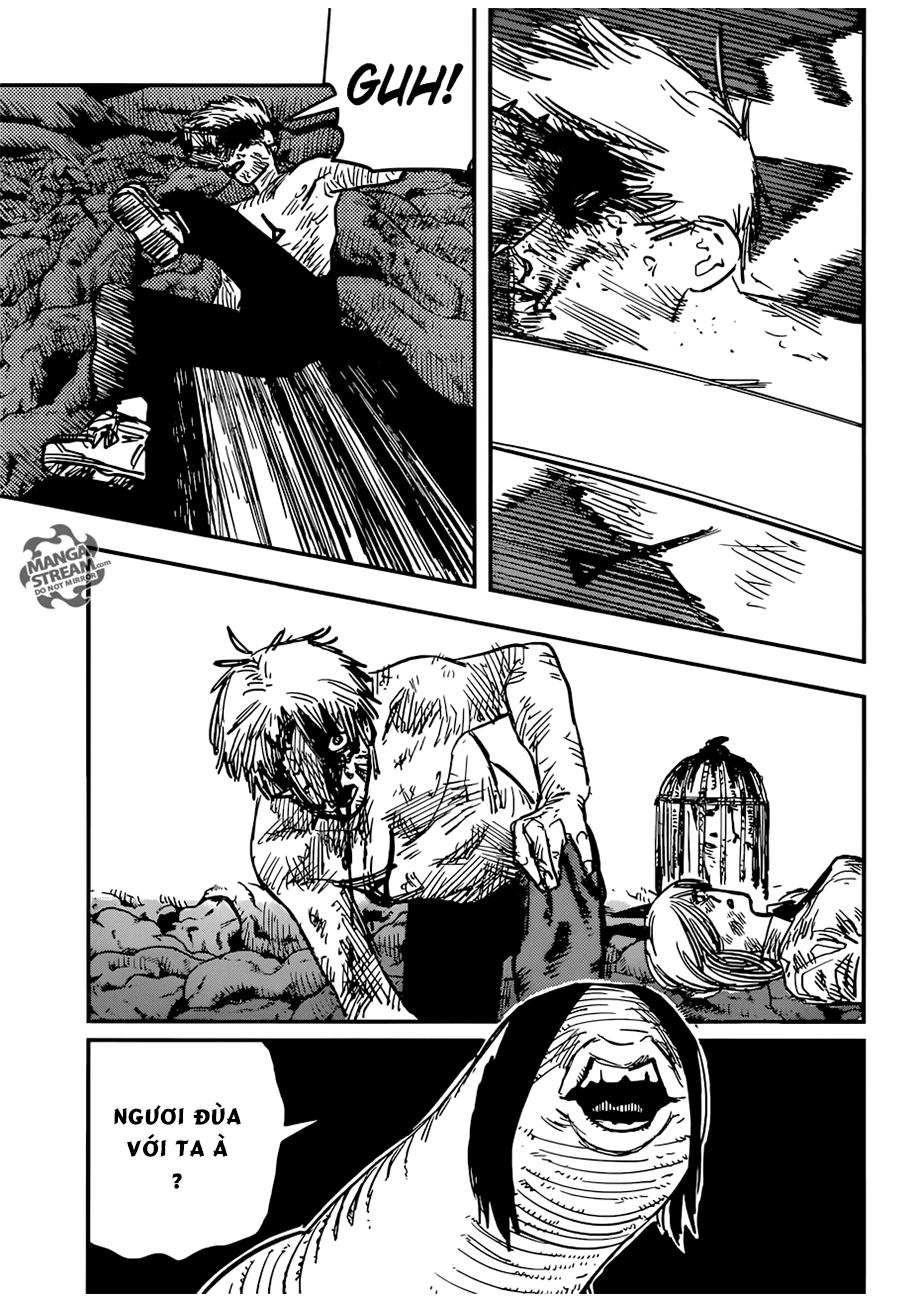 GUH!
MANGA
STREAM.com
DO NOT MIRROR
NGƯƠI ĐÙA
VỚI TA À
?